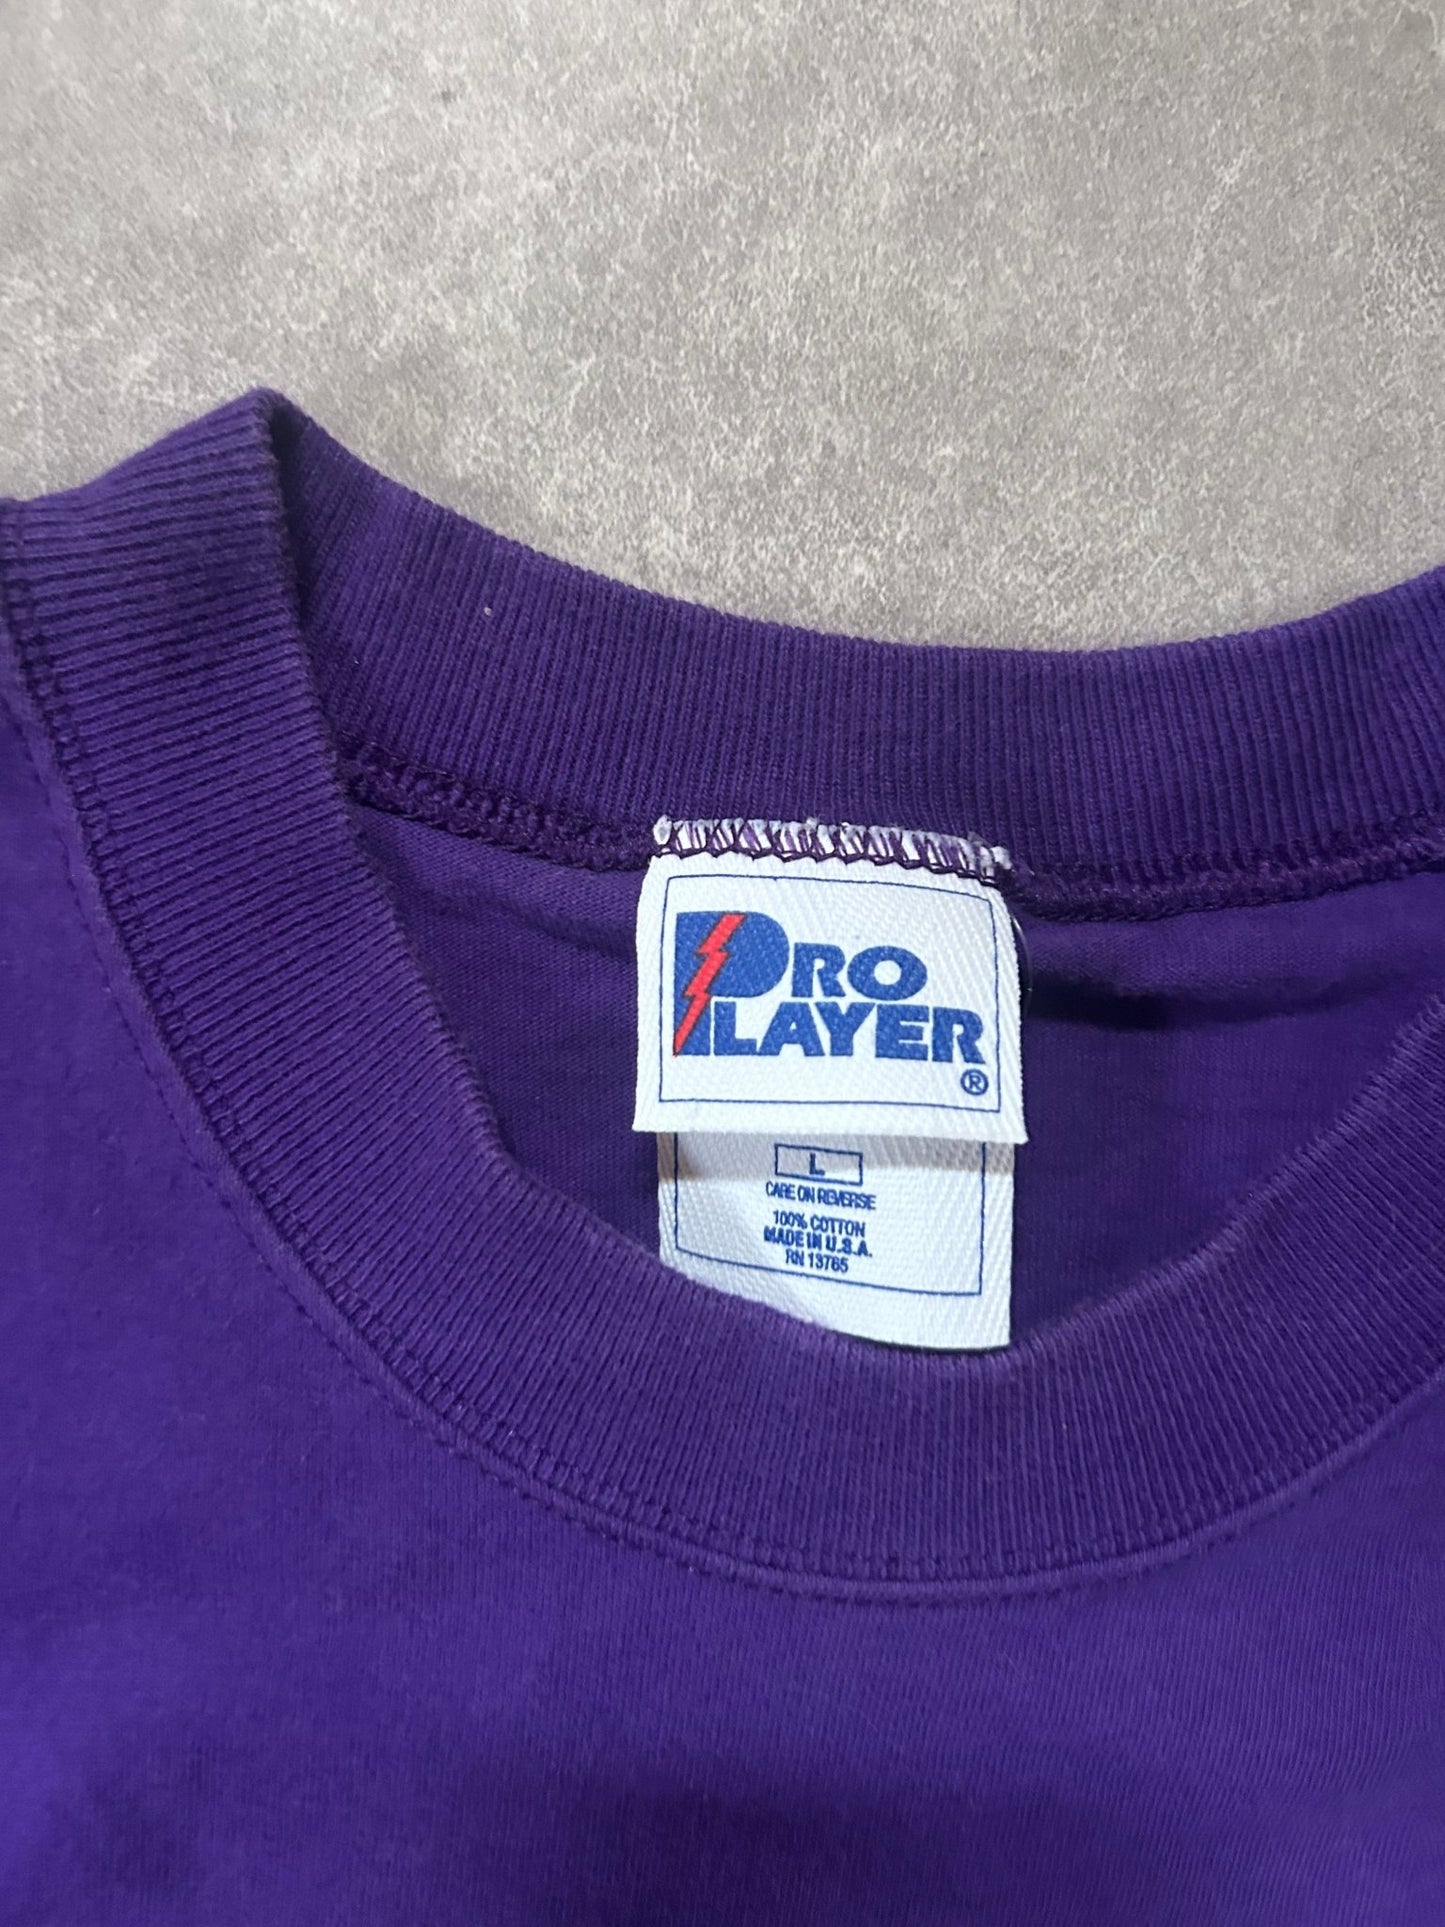 PRO
PLAYER
®
L
CARE ON REVERSE
100% COTTON
MADE IN U.S.A.
RN 13765